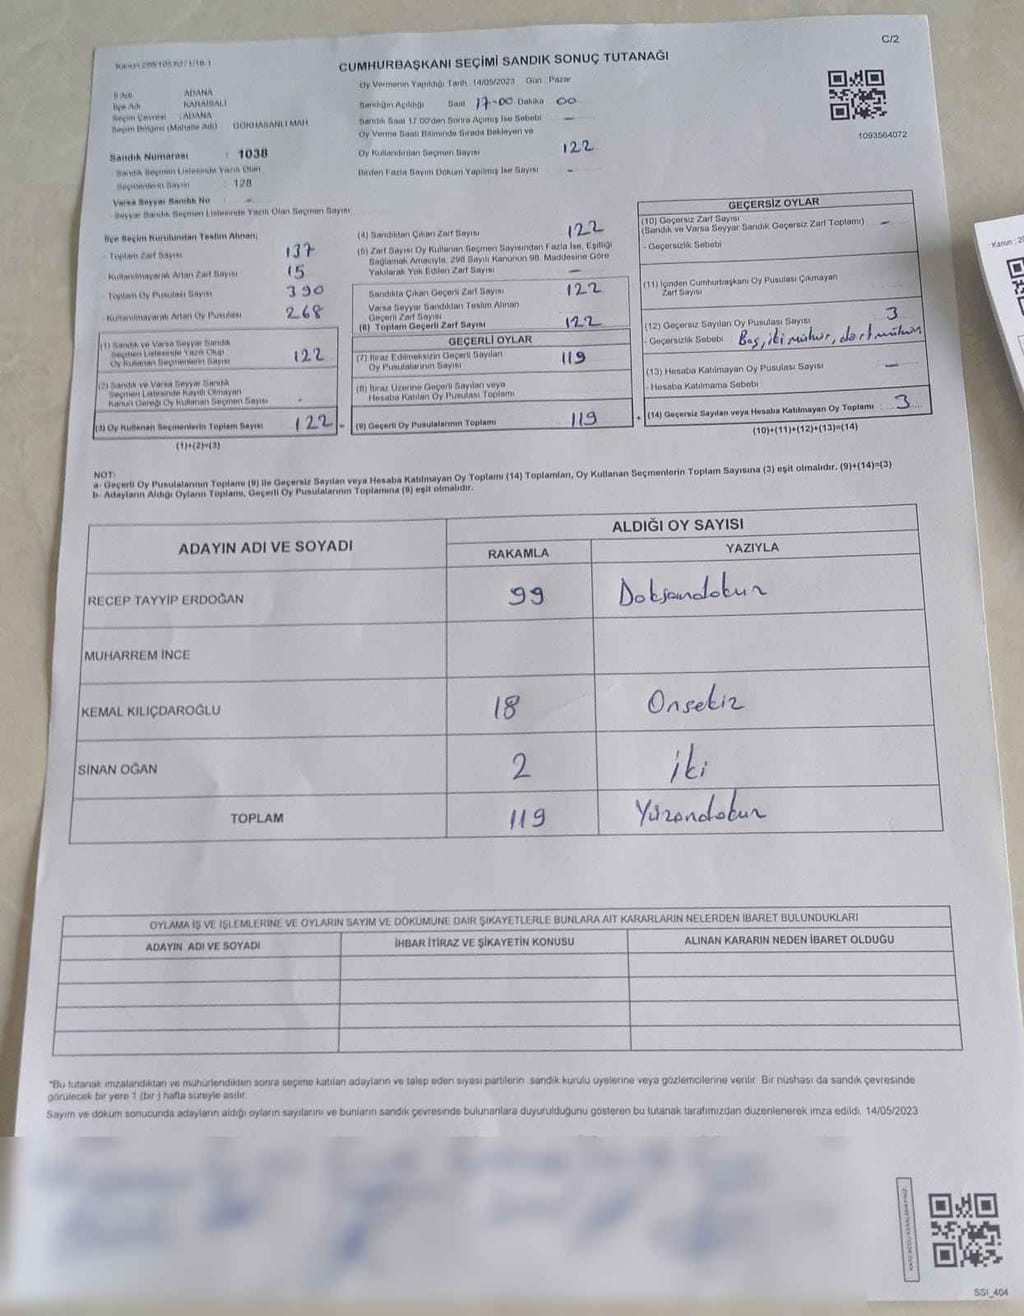 C/2
CUMHURBAŞKANI SEÇİMİ SANDIK SONUÇ TUTANAĞI
İl Adı ADANA
İlçe Adı KARAİSALI
Seçim Çevresi : ADANA
Seçim Bölgesi (Mahalle Adı) GÖKHASANLI MAH
Sandık Numarası : 1038
Sandık Seçmen Listesinde Yazılı Olan
Seçmenlerin Sayısı : 128
Varsa Seyyar Sandık No -
Seyyar Sandık Seçmen Listesinde Yazılı Olan Seçmen Sayısı
Oy Vermenin Yapıldığı Tarih : 14/05/2023 Gün Pazar
Sandığın Açıldığı Saat 17-00 Dakika 00
Sandık Saat 17.00'den Sonra Açımış İse Sebebi —
Oy Verme Saati Bitiminde Sırada Bekleyen ve
Oy Kullandırılan Seçmen Sayısı 122
Birden Fazla Sayım Döküm Yapılmış İse Sayısı -
1093564072
İlçe Seçim Kurulundan Teslim Alınan;
Toplam Zarf Sayısı 137
Kullanılmayarak Artan Zarf Sayısı 15
Toplam Oy Pusulası Sayısı 390
Kullanılmayarak Artan Oy Pusulası 268
(1) Sandık ve Varsa Seyyar Sandık
Seçmen Listesinde Yazılı Olup
Oy Kullanan Seçmenlerin Sayısı 122
(2) Sandık ve Varsa Seyyar Sandık
Seçmen Listesinde Kayıtlı Olmayan
Kanun Gereği Oy Kullanan Seçmen Sayısı -
(3) Oy Kullanan Seçmenlerin Toplam Sayısı 122 =
(1)+(2)=(3)
(4) Sandıktan Çıkan Zarf Sayısı 122
(5) Zarf Sayısı Oy Kullanan Seçmen Sayısından Fazla İse, Eşitliği
Sağlamak Amacıyla, 298 Sayılı Kanunun 98. Maddesine Göre
Yakılarak Yok Edilen Zarf Sayısı —
Sandıkta Çıkan Geçerli Zarf Sayısı 122
Varsa Seyyar Sandıktan Teslim Alınan
Geçerli Zarf Sayısı
(6) Toplam Geçerli Zarf Sayısı 122
GEÇERLİ OYLAR
(7) İtiraz Edilmeksizin Geçerli Sayılan
Oy Pusulasının Sayısı 119
(8) İtiraz Üzerine Geçerli Sayılan veya
Hesaba Katılan Oy Pusulası Toplamı
(9) Geçerli Oy Pusulalarının Toplamı 119 +
GEÇERSİZ OYLAR
(10) Geçersiz Zarf Sayısı
(Sandık ve Varsa Seyyar Sandık Geçersiz Zarf Toplamı) —
- Geçersizlik Sebebi
(11) İçinden Cumhurbaşkanı Oy Pusulası Çıkmayan
Zarf Sayısı
(12) Geçersiz Sayılan Oy Pusulası Sayısı 3
- Geçersizlik Sebebi Boş, iki mühür, dört mühür
(13) Hesaba Katılmayan Oy Pusulası Sayısı —
- Hesaba Katılmama Sebebi
(14) Geçersiz Sayılan veya Hesaba Katılmayan Oy Toplamı 3
(10)+(11)+(12)+(13)=(14)
NOT:
a- Geçerli Oy Pusulalarının Toplamı (9) ile Geçersiz Sayılan veya Hesaba Katılmayan Oy Toplamı (14) Toplamları, Oy Kullanan Seçmenlerin Toplam Sayısına (3) eşit olmalıdır. (9)+(14)=(3)
b- Adayların Aldığı Oyların Toplamı, Geçerli Oy Pusulalarının Toplamına (9) eşit olmalıdır.
ADAYIN ADI VE SOYADI ALDIĞI OY SAYISI
RAKAMLA YAZIYLA
RECEP TAYYİP ERDOĞAN 99 Doksandokuz
MUHARREM İNCE
KEMAL KILIÇDAROĞLU 18 Onsekiz
SİNAN OĞAN 2 iki
TOPLAM 119 Yüzondokuz
OYLAMA İŞ VE İŞLEMLERİNE VE OYLARIN SAYIM VE DÖKÜMÜNE DAİR ŞİKAYETLERLE BUNLARA AİT KARARLARIN NELERDEN İBARET BULUNDUKLARI
ADAYIN ADI VE SOYADI İHBAR İTİRAZ VE ŞİKAYETİN KONUSU ALINAN KARARIN NEDEN İBARET OLDUĞU
"Bu tutanak imzalandıktan ve mühürlendikten sonra seçime katılan adayların ve talep eden siyasi partilerin sandık kurulu üyelerine veya gözlemcilerine verilir. Bir nüshası da sandık çevresinde
görülecek bir yere 1 (bir ) hafta süreyle asılır.
Sayım ve döküm sonucunda adayların aldığı oyların sayılarını ve bunların sandık çevresinde bulunanlara duyurulduğunu gösteren bu tutanak tarafımızdan düzenlenerek imza edildi. 14/05/2023
SSI_404